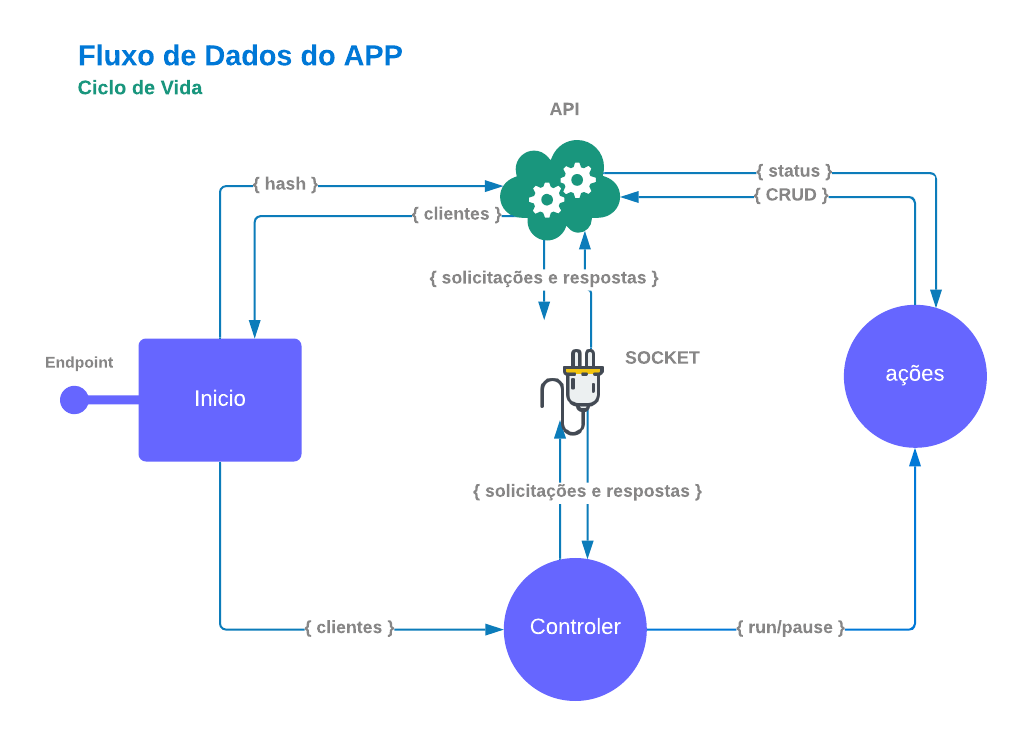 Fluxo de Dados do APP
Ciclo de Vida
API
{ status }
{ hash }
{ CRUD }
{ clientes }
{ solicitações e respostas }
SOCKET
Endpoint
ações
Inicio
{ solicitações e respostas }
Controler
{ clientes }
{ run/pause }